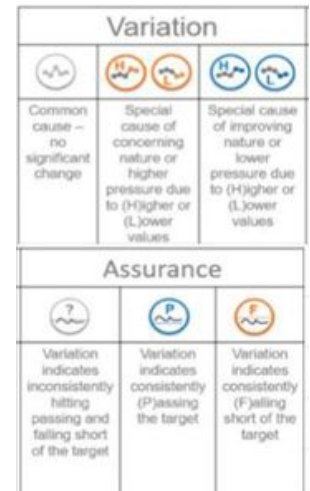 Variation
H
L
H
L
Common
cause –
no
significant
change
Special
cause of
concerning
nature or
higher
pressure due
to (H)igher or
(L)ower
values
Special cause
of improving
nature or
lower
pressure due
to (H)igher or
(L)ower
values
Assurance
?
P
F
Variation
indicates
inconsistently
hitting
passing and
falling short
of the target
Variation
indicates
consistently
(P)assing
the target
Variation
indicates
consistently
(F)alling
short of the
target